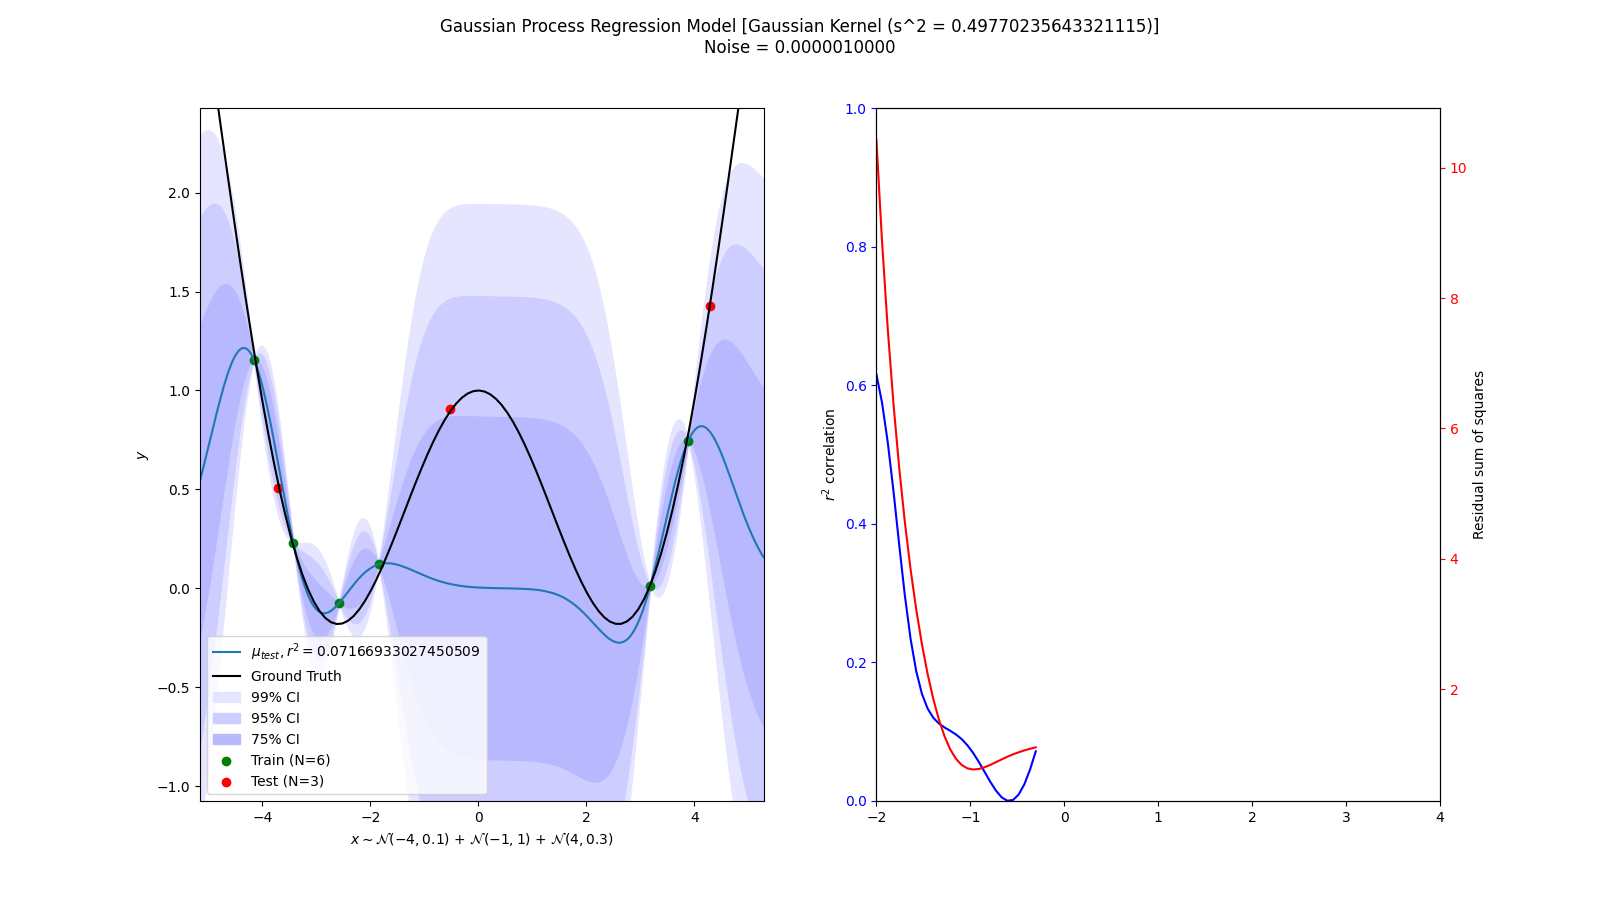 Gaussian Process Regression Model [Gaussian Kernel (s^2 = 0.49770235643321115)]
Noise = 0.0000010000
2.0
1.5
1.0
0.5
0.0
−0.5
−1.0
y
μtest, r² = 0.07166933027450509
Ground Truth
99% CI
95% CI
75% CI
Train (N=6)
Test (N=3)
−4
−2
0
2
4
x ∼ 𝒩(−4, 0.1) + 𝒩(−1, 1) + 𝒩(4, 0.3)
1.0
0.8
0.6
0.4
0.2
0.0
r² correlation
−2
−1
0
1
2
3
4
10
8
6
4
2
Residual sum of squares